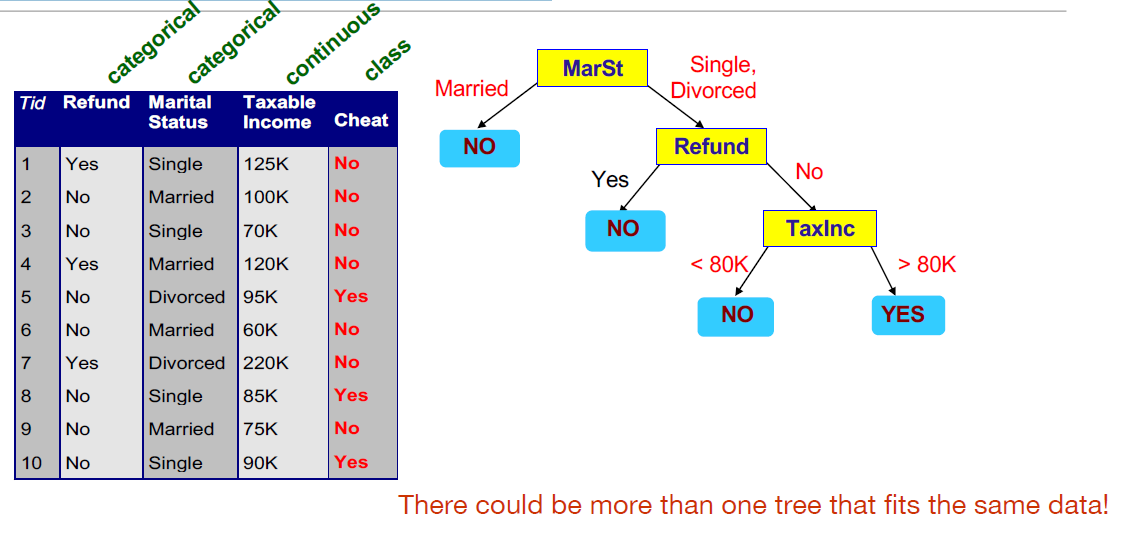 categorical
categorical
continuous
class
Tid Refund Marital Status Taxable Income Cheat
1 Yes Single 125K No
2 No Married 100K No
3 No Single 70K No
4 Yes Married 120K No
5 No Divorced 95K Yes
6 No Married 60K No
7 Yes Divorced 220K No
8 No Single 85K Yes
9 No Married 75K No
10 No Single 90K Yes
MarSt
Married
Single,
Divorced
NO
Refund
Yes
No
NO
TaxInc
< 80K
> 80K
NO
YES
There could be more than one tree that fits the same data!